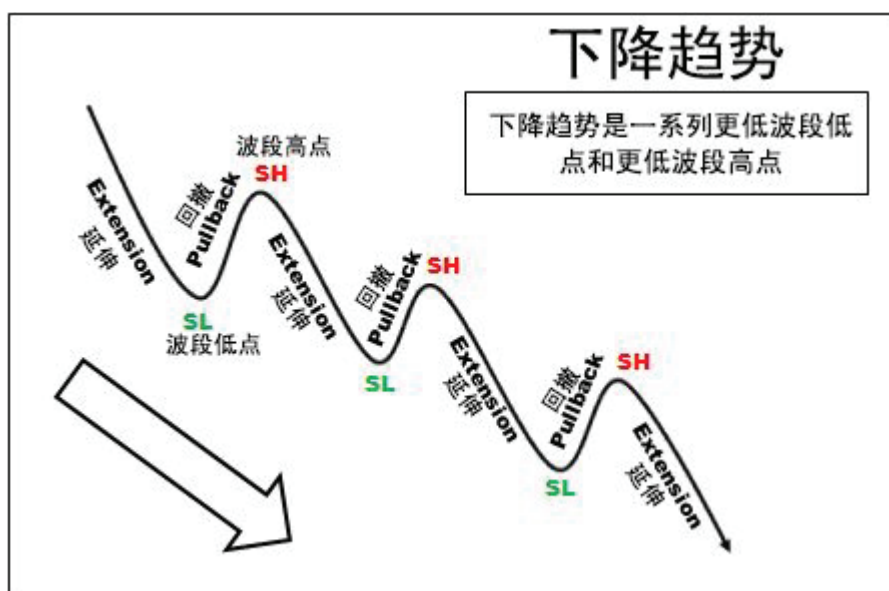 下降趋势
下降趋势是一系列更低波段低
点和更低波段高点
波段高点
SH
Extension
延伸
回撤
Pullback
SL
波段低点
Extension
延伸
回撤
Pullback
SH
SL
Extension
延伸
回撤
Pullback
SH
SL
Extension
延伸